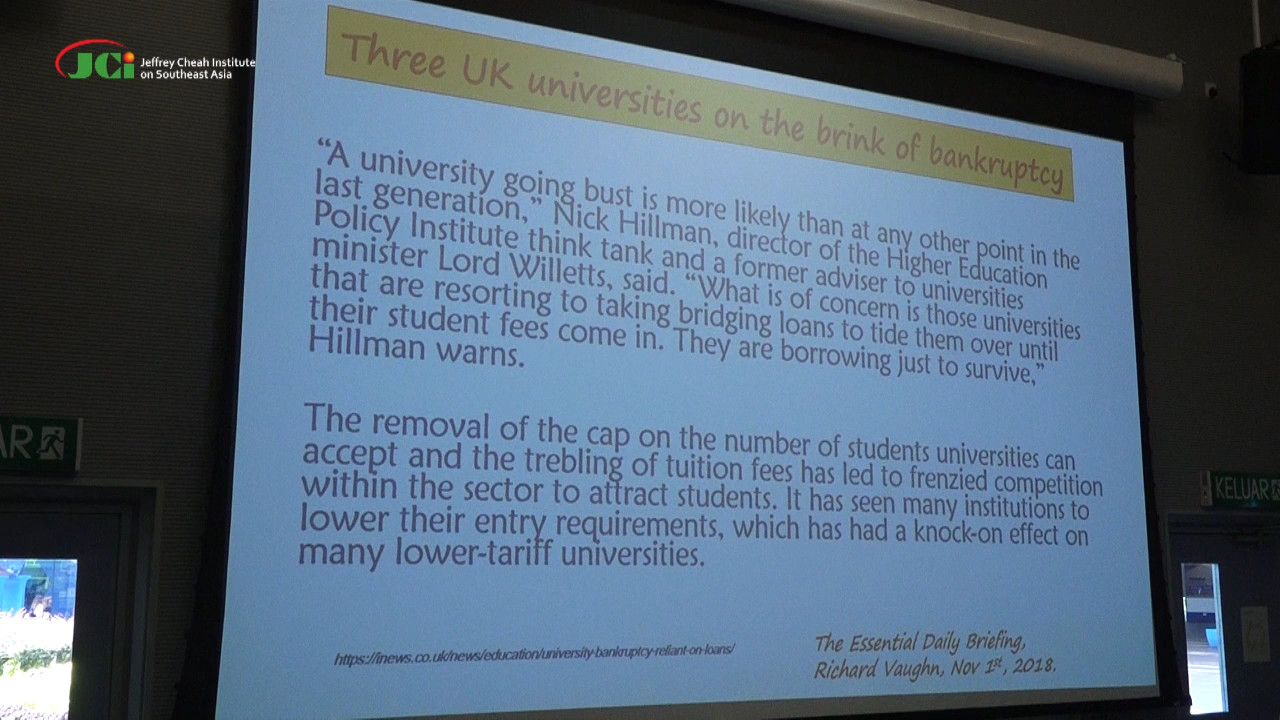 JCi Jeffrey Cheah Institute
on Southeast Asia
Three UK universities on the brink of bankruptcy
“A university going bust is more likely than at any other point in the
last generation,” Nick Hillman, director of the Higher Education
Policy Institute think tank and a former adviser to universities
minister Lord Willetts, said. “What is of concern is those universities
that are resorting to taking bridging loans to tide them over until
their student fees come in. They are borrowing just to survive,”
Hillman warns.
The removal of the cap on the number of students universities can
accept and the trebling of tuition fees has led to frenzied competition
within the sector to attract students. It has seen many institutions to
lower their entry requirements, which has had a knock-on effect on
many lower-tariff universities.
https://inews.co.uk/news/education/university-bankruptcy-reliant-on-loans/
The Essential Daily Briefing,
Richard Vaughn, Nov 1st, 2018.
AR
KELUAR